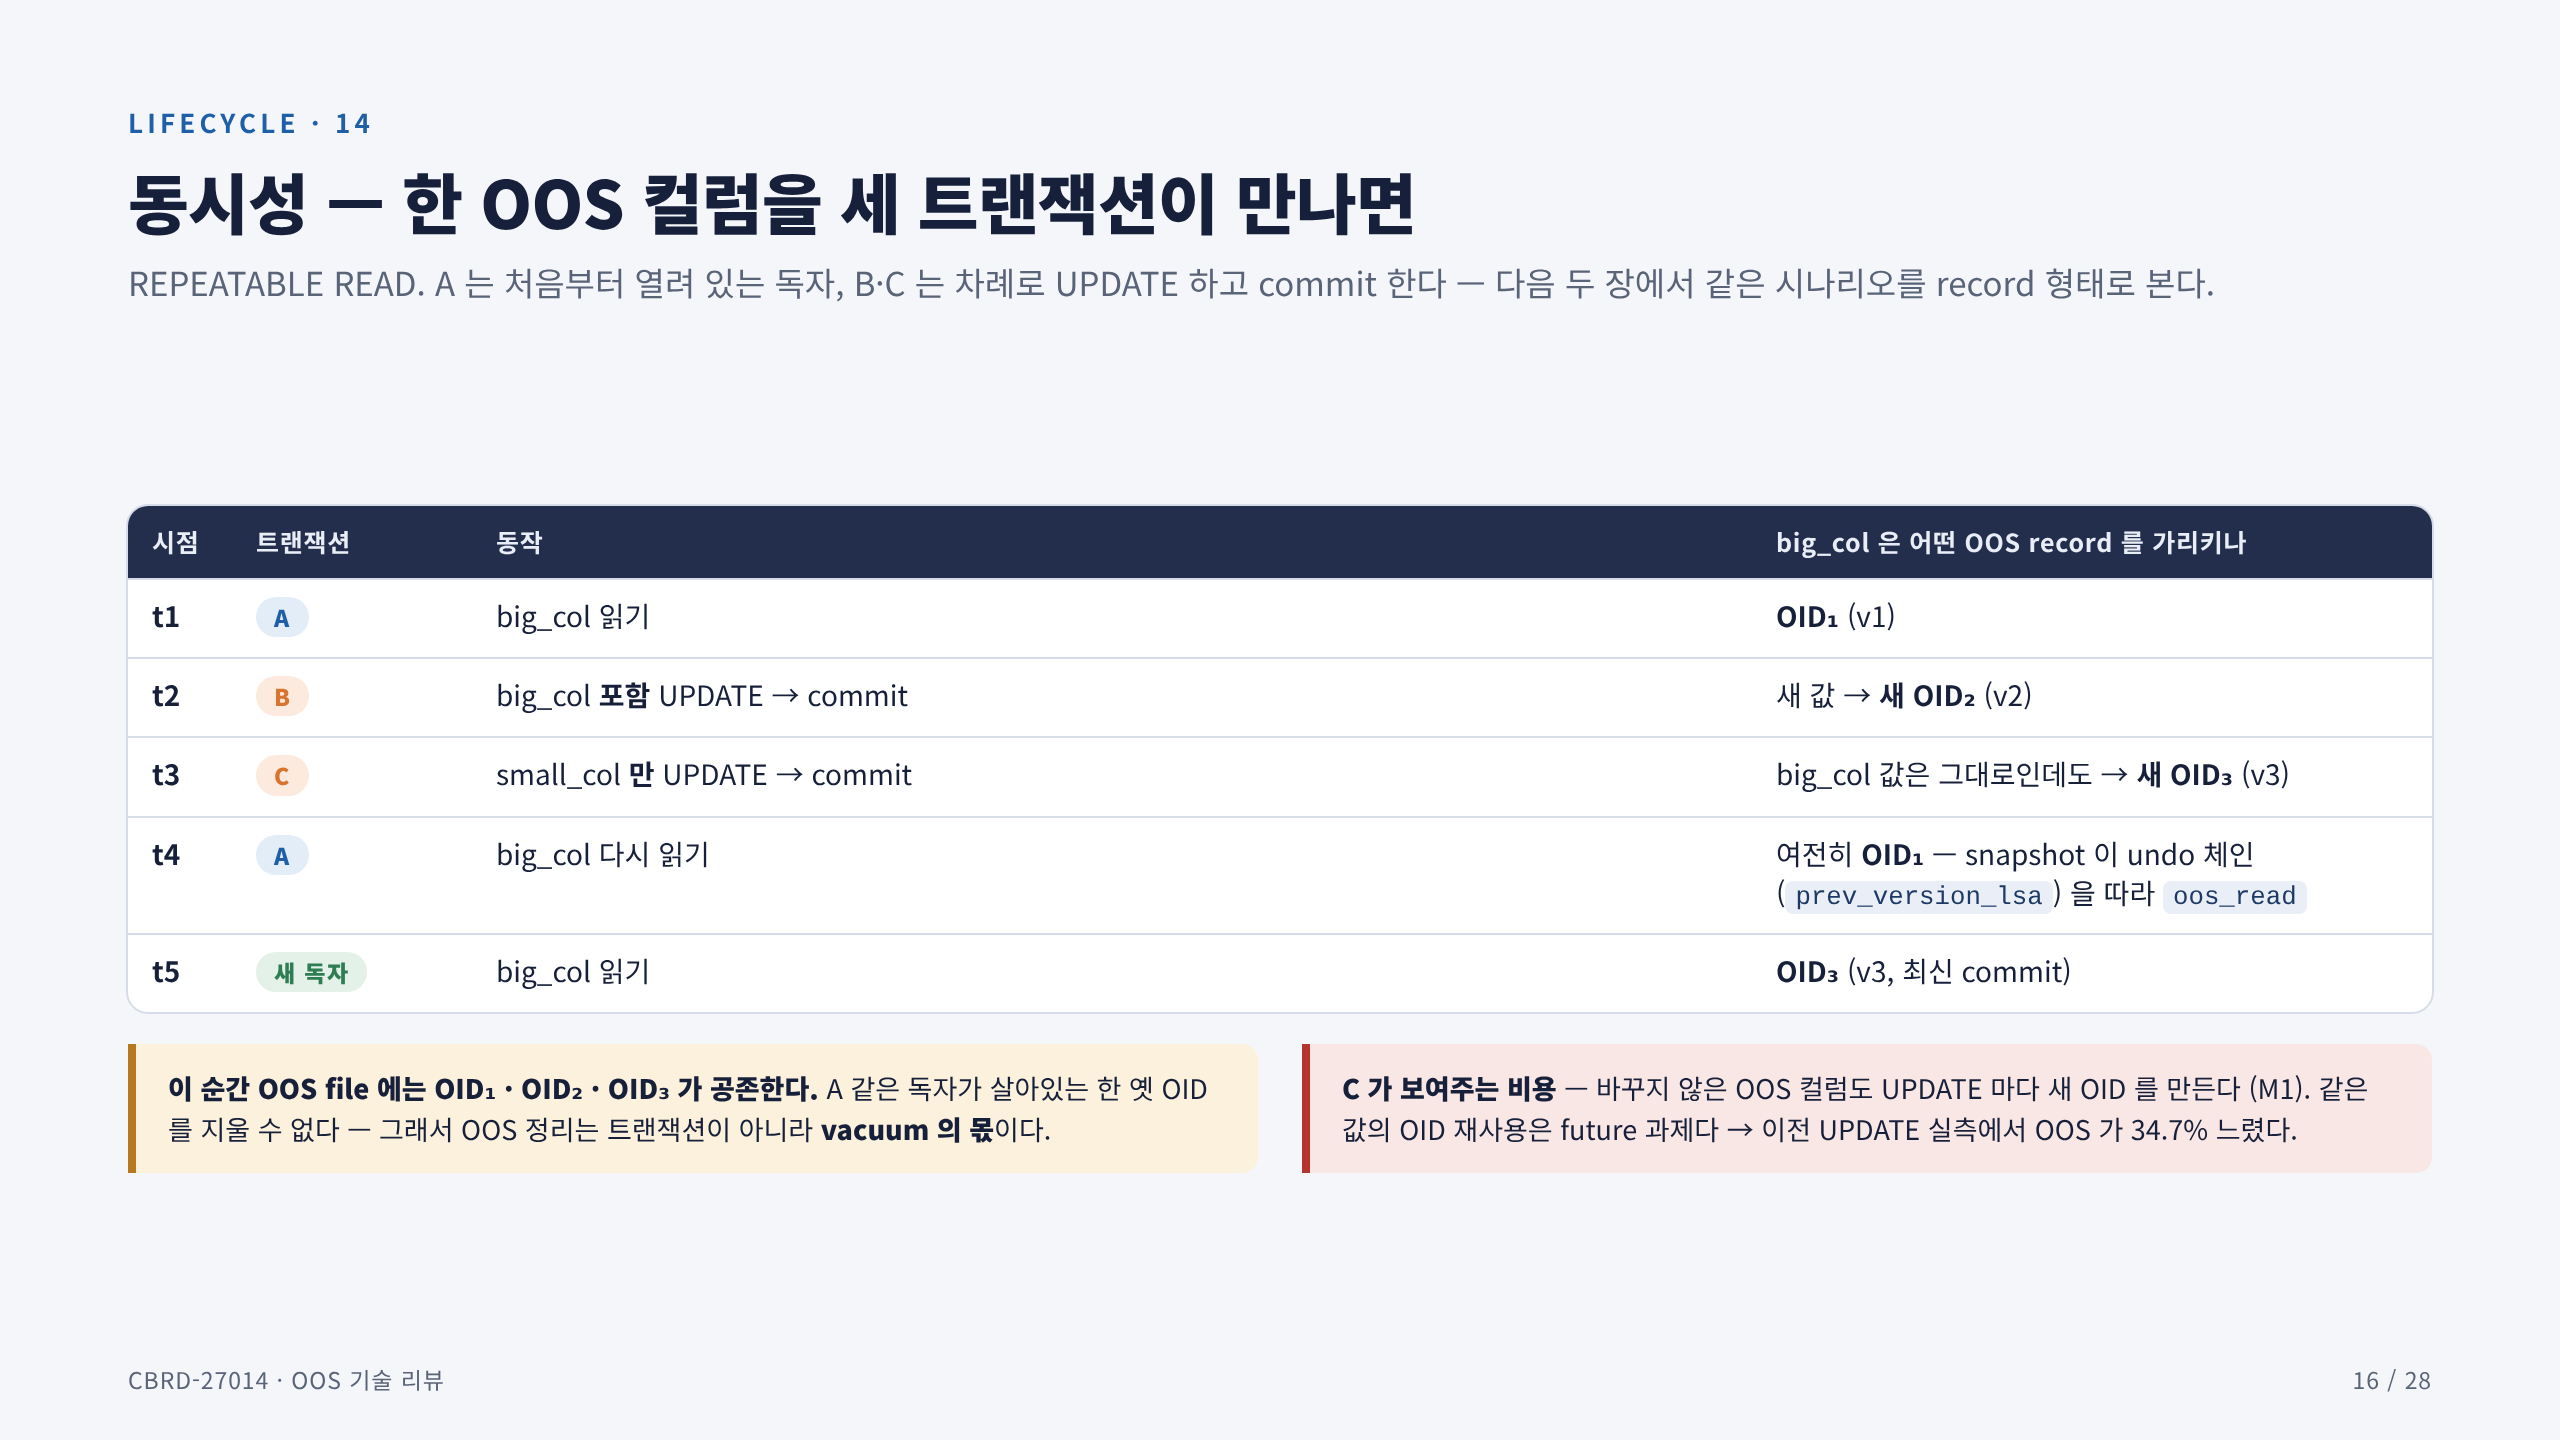 LIFECYCLE · 14
동시성 — 한 OOS 컬럼을 세 트랜잭션이 만나면
REPEATABLE READ. A 는 처음부터 열려 있는 독자, B·C 는 차례로 UPDATE 하고 commit 한다 — 다음 두 장에서 같은 시나리오를 record 형태로 본다.
시점 트랜잭션 동작 big_col 은 어떤 OOS record 를 가리키나
t1 A big_col 읽기 OID₁ (v1)
t2 B big_col 포함 UPDATE → commit 새 값 → 새 OID₂ (v2)
t3 C small_col 만 UPDATE → commit big_col 값은 그대로인데도 → 새 OID₃ (v3)
t4 A big_col 다시 읽기 여전히 OID₁ — snapshot 이 undo 체인
(prev_version_lsa) 을 따라 oos_read
t5 새 독자 big_col 읽기 OID₃ (v3, 최신 commit)
이 순간 OOS file 에는 OID₁ · OID₂ · OID₃ 가 공존한다. A 같은 독자가 살아있는 한 옛 OID
를 지울 수 없다 — 그래서 OOS 정리는 트랜잭션이 아니라 vacuum 의 몫이다.
C 가 보여주는 비용 — 바꾸지 않은 OOS 컬럼도 UPDATE 마다 새 OID 를 만든다 (M1). 같은
값의 OID 재사용은 future 과제다 → 이전 UPDATE 실측에서 OOS 가 34.7% 느렸다.
CBRD-27014 · OOS 기술 리뷰
16 / 28